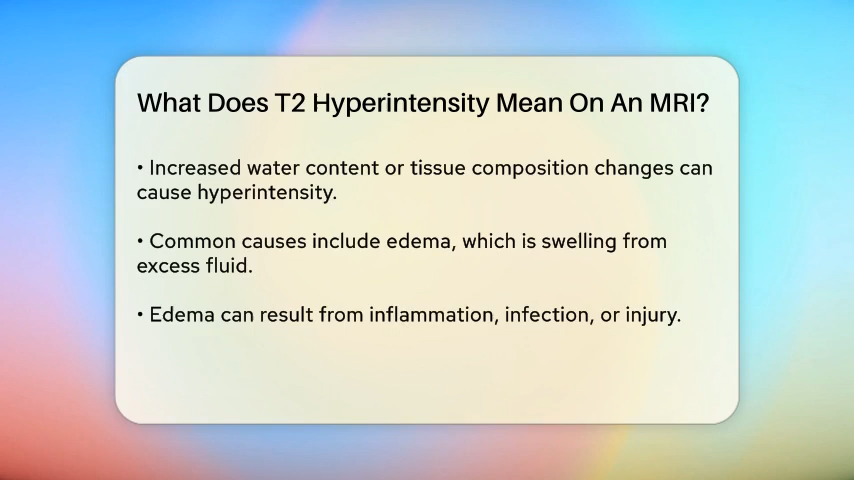 What Does T2 Hyperintensity Mean On An MRI?
• Increased water content or tissue composition changes can
cause hyperintensity.
• Common causes include edema, which is swelling from
excess fluid.
• Edema can result from inflammation, infection, or injury.